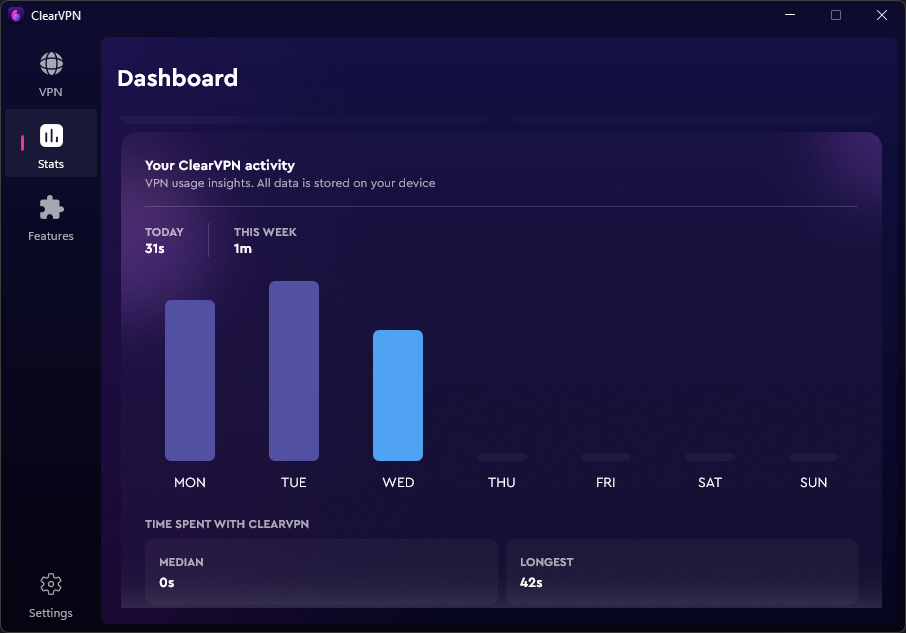 ClearVPN
VPN
Stats
Features
Settings
Dashboard
Your ClearVPN activity
VPN usage insights. All data is stored on your device
TODAY
31s
THIS WEEK
1m
MON TUE WED THU FRI SAT SUN
TIME SPENT WITH CLEARVPN
MEDIAN
0s
LONGEST
42s